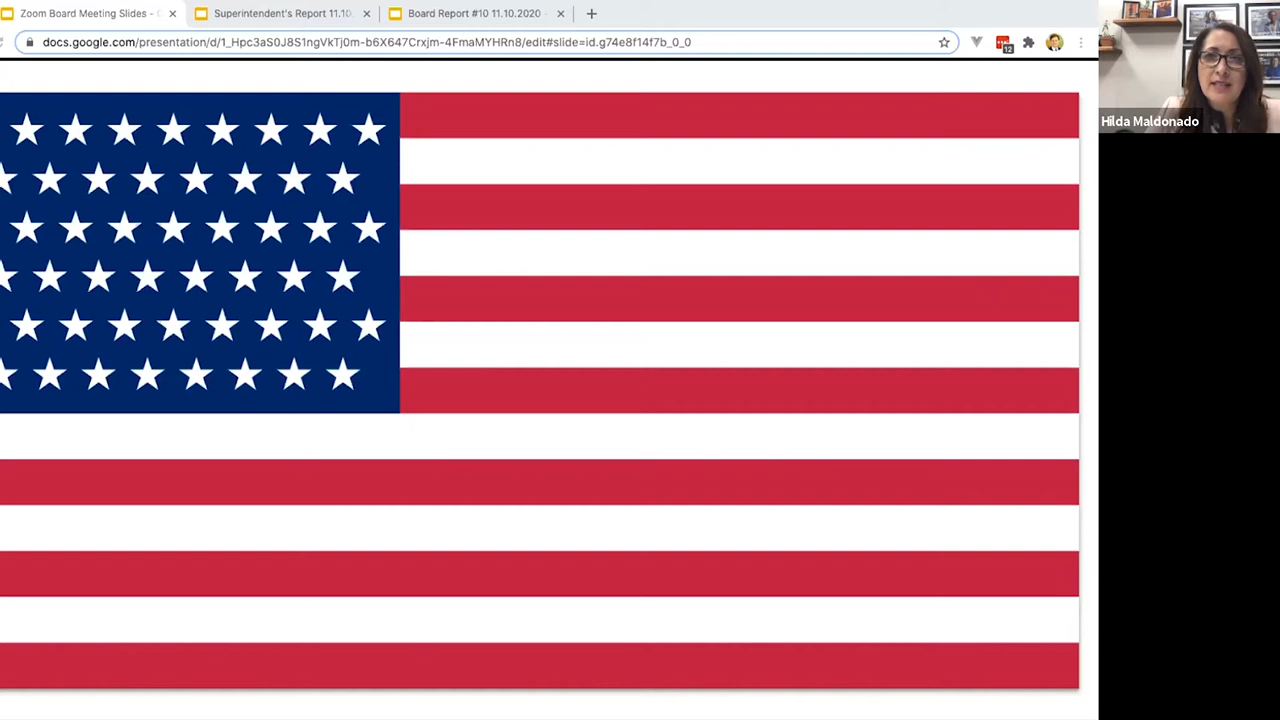 Zoom Board Meeting Slides -
Superintendent's Report 11.10.
Board Report #10 11.10.2020
docs.google.com/presentation/d/1_Hpc3aS0J8S1ngVkTj0m-b6X647Crxjm-4FmaMYHRn8/edit#slide=id.g74e8f14f7b_0_0
12
Hilda Maldonado